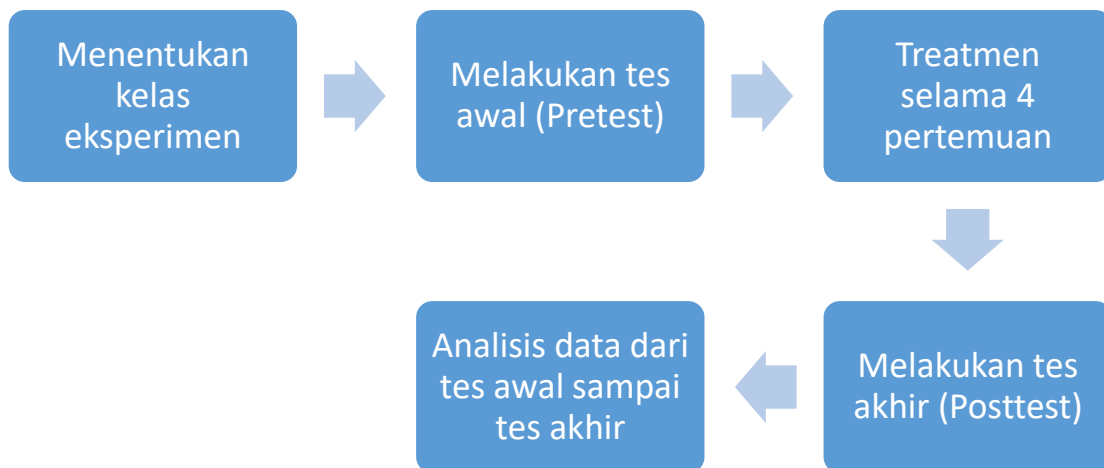 Menentukan
kelas
eksperimen
Melakukan tes
awal (Pretest)
Treatmen
selama 4
pertemuan
Melakukan tes
akhir (Posttest)
Analisis data dari
tes awal sampai
tes akhir